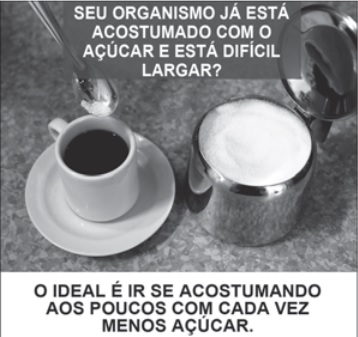 SEU ORGANISMO JÁ ESTÁ
ACOSTUMADO COM O
AÇÚCAR E ESTÁ DIFÍCIL
LARGAR?
O IDEAL É IR SE ACOSTUMANDO
AOS POUCOS COM CADA VEZ
MENOS AÇÚCAR.